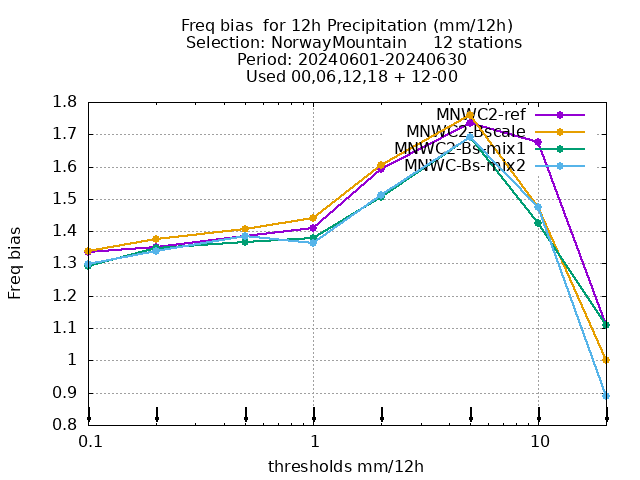 Freq bias  for 12h Precipitation (mm/12h)
Selection: NorwayMountain     12 stations
Period: 20240601-20240630
Used 00,06,12,18 + 12-00
1.8
1.7
1.6
1.5
1.4
1.3
1.2
1.1
1
0.9
0.8
Freq bias
MNWC2-ref
MNWC2-Bscale
MNWC2-Bs-mix1
MNWC-Bs-mix2
0.1 1 10
thresholds mm/12h